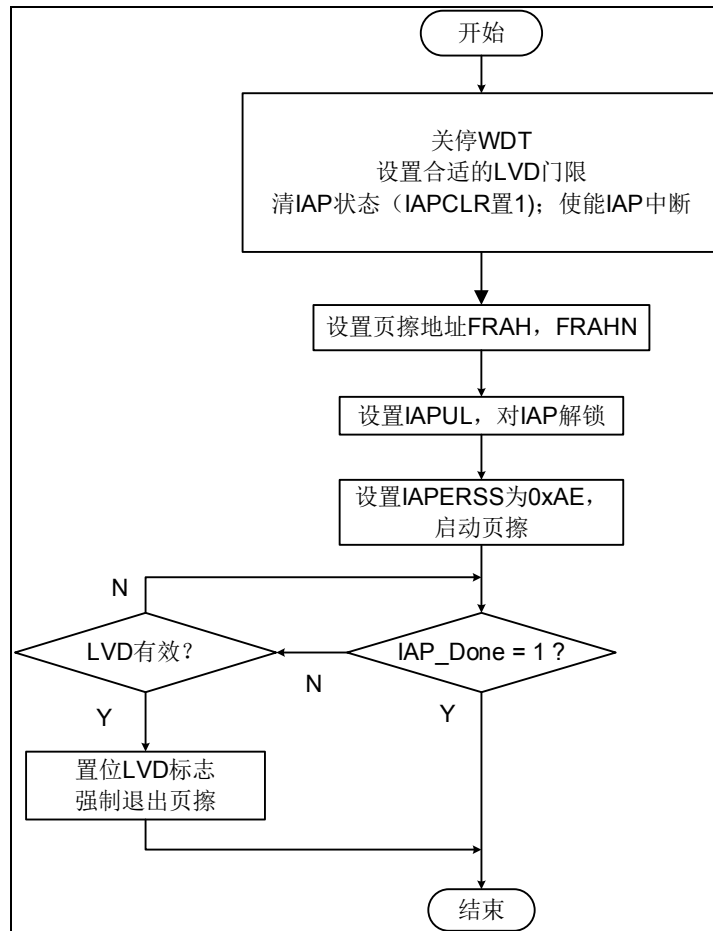 开始
关停WDT
设置合适的LVD门限
清IAP状态（IAPCLR置1)；使能IAP中断
设置页擦地址FRAH，FRAHN
设置IAPUL，对IAP解锁
设置IAPERSS为0xAE，
启动页擦
N
LVD有效？
IAP_Done = 1 ?
N
Y
Y
置位LVD标志
强制退出页擦
结束